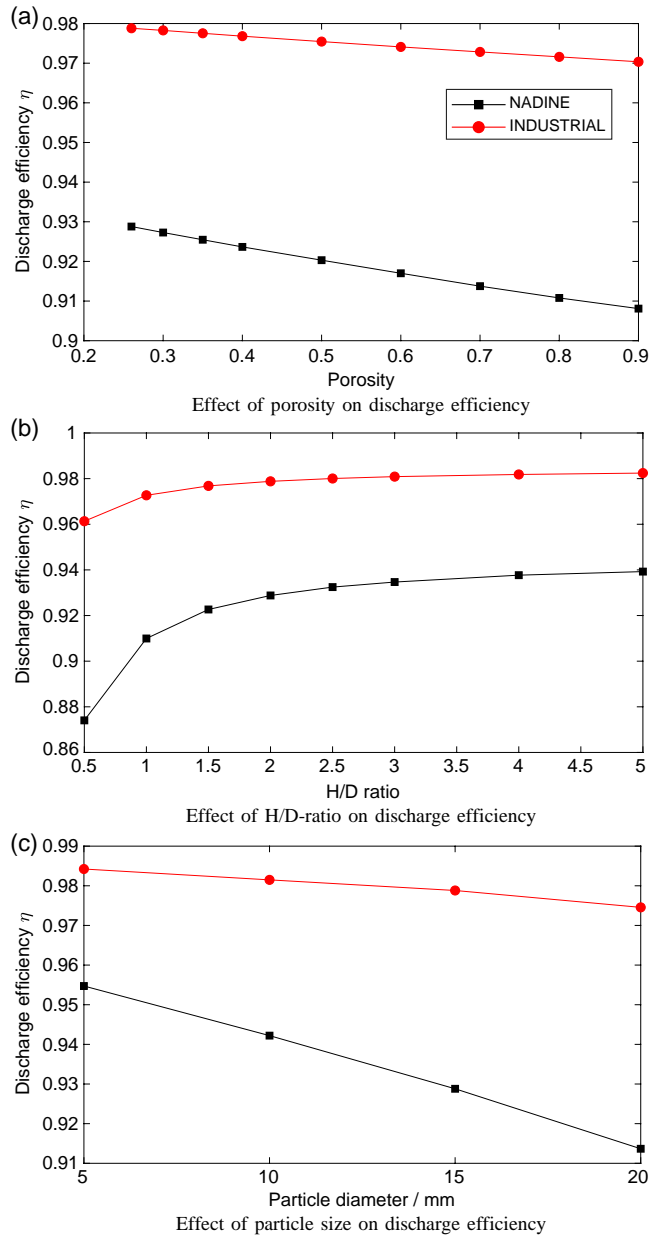 (a)
0.98
0.97
0.96
0.95
0.94
0.93
0.92
0.91
0.9
Discharge efficiency η
NADINE
INDUSTRIAL
0.2 0.3 0.4 0.5 0.6 0.7 0.8 0.9
Porosity
Effect of porosity on discharge efficiency
(b)
1
0.98
0.96
0.94
0.92
0.9
0.88
0.86
Discharge efficiency η
0.5 1 1.5 2 2.5 3 3.5 4 4.5 5
H/D ratio
Effect of H/D-ratio on discharge efficiency
(c)
0.99
0.98
0.97
0.96
0.95
0.94
0.93
0.92
0.91
Discharge efficiency η
5 10 15 20
Particle diameter / mm
Effect of particle size on discharge efficiency